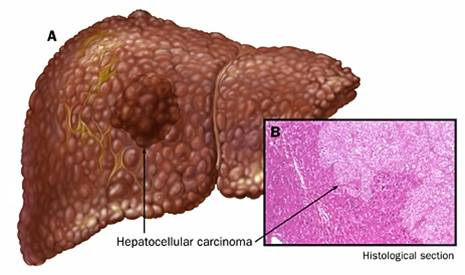 A
B
Hepatocellular carcinoma
Histological section